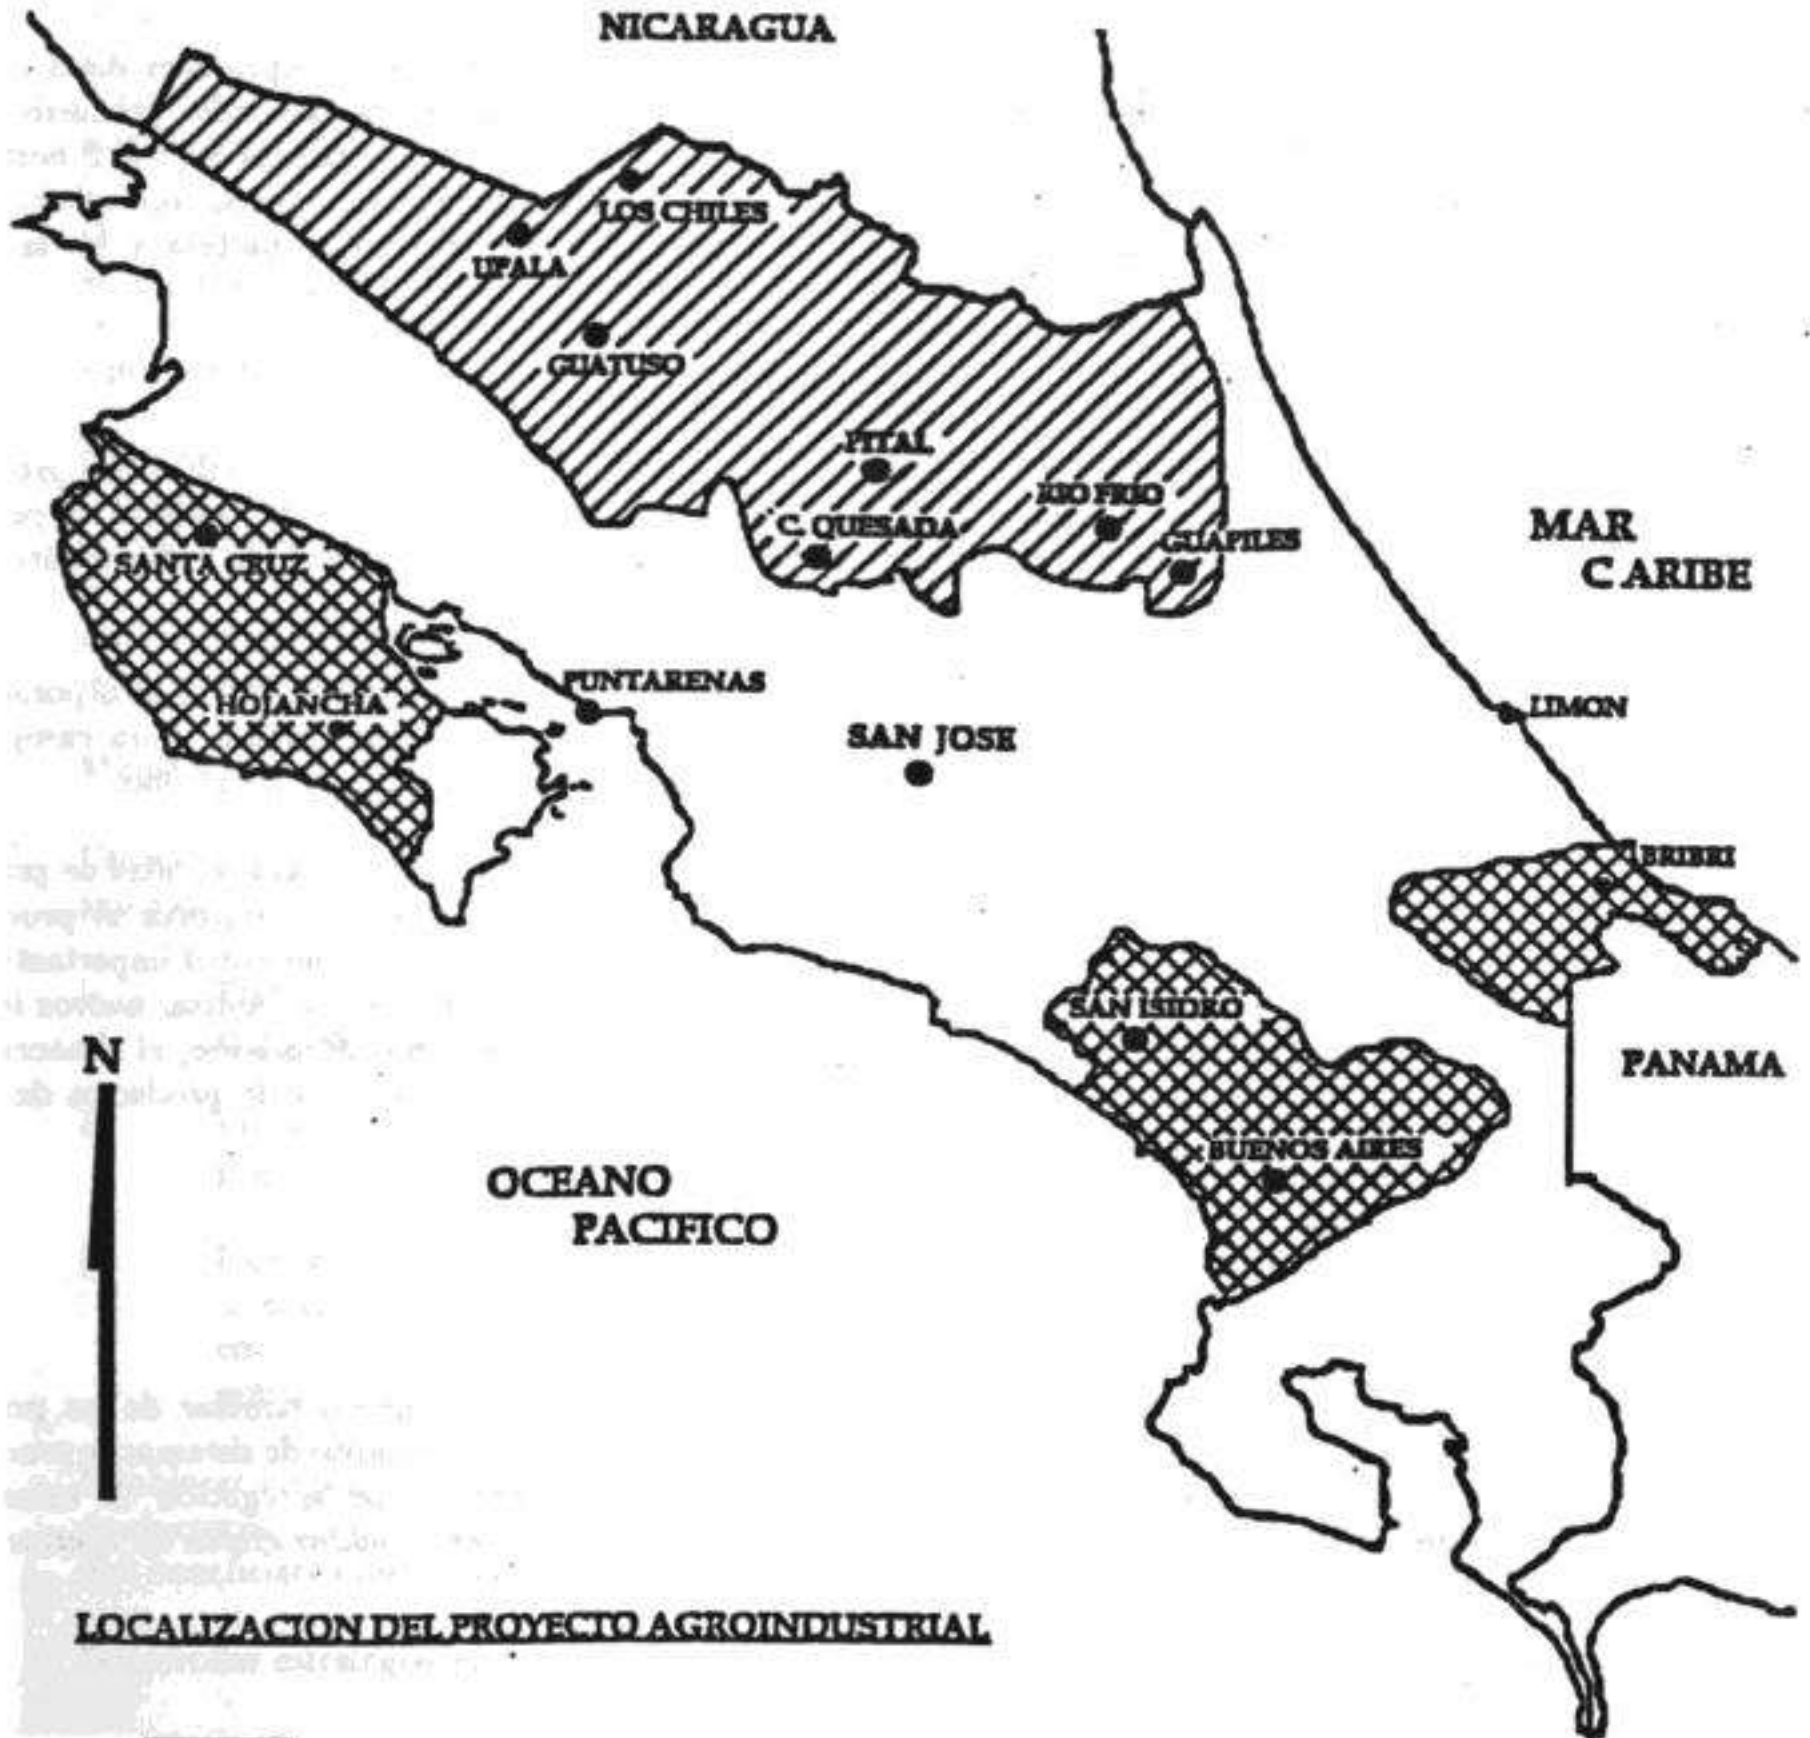 NICARAGUA
LOS CHILES
UPALA
GUATUSO
PITAL
RIO FRIO
C. QUESADA
GUAPILES
MAR
CARIBE
SANTA CRUZ
HOJANCHA
PUNTARENAS
SAN JOSE
LIMON
BRIBRI
SAN ISIDRO
N
PANAMA
BUENOS AIRES
OCEANO
PACIFICO
LOCALIZACION DEL PROYECTO AGROINDUSTRIAL